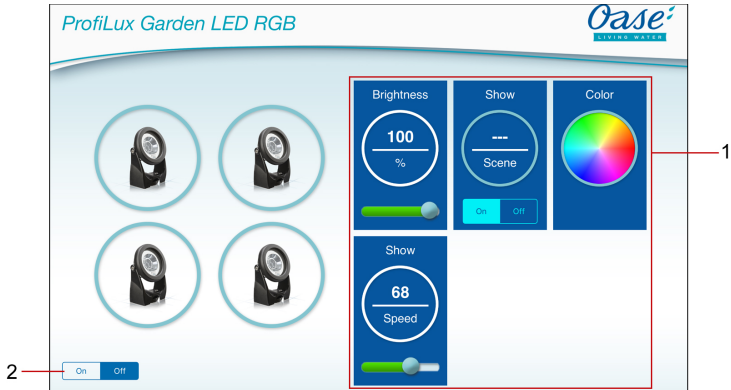 ProfiLux Garden LED RGB
Oase
LIVING WATER
Brightness
100
%
Show
---
Scene
On Off
Color
1
Show
68
Speed
2
On Off